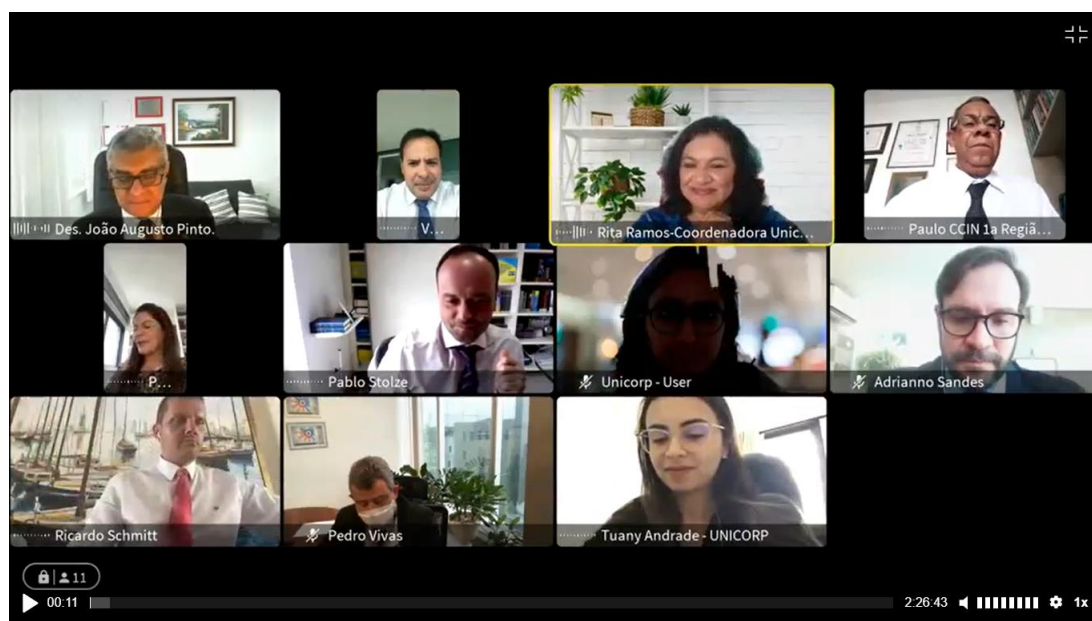 Des. João Augusto Pinto.
V...
Rita Ramos-Coordenadora Unic...
Paulo CCIN 1a Regiã...
P...
Pablo Stolze
Unicorp - User
Adrianno Sandes
Ricardo Schmitt
Pedro Vivas
Tuany Andrade - UNICORP
11
00:11
2:26:43
1x